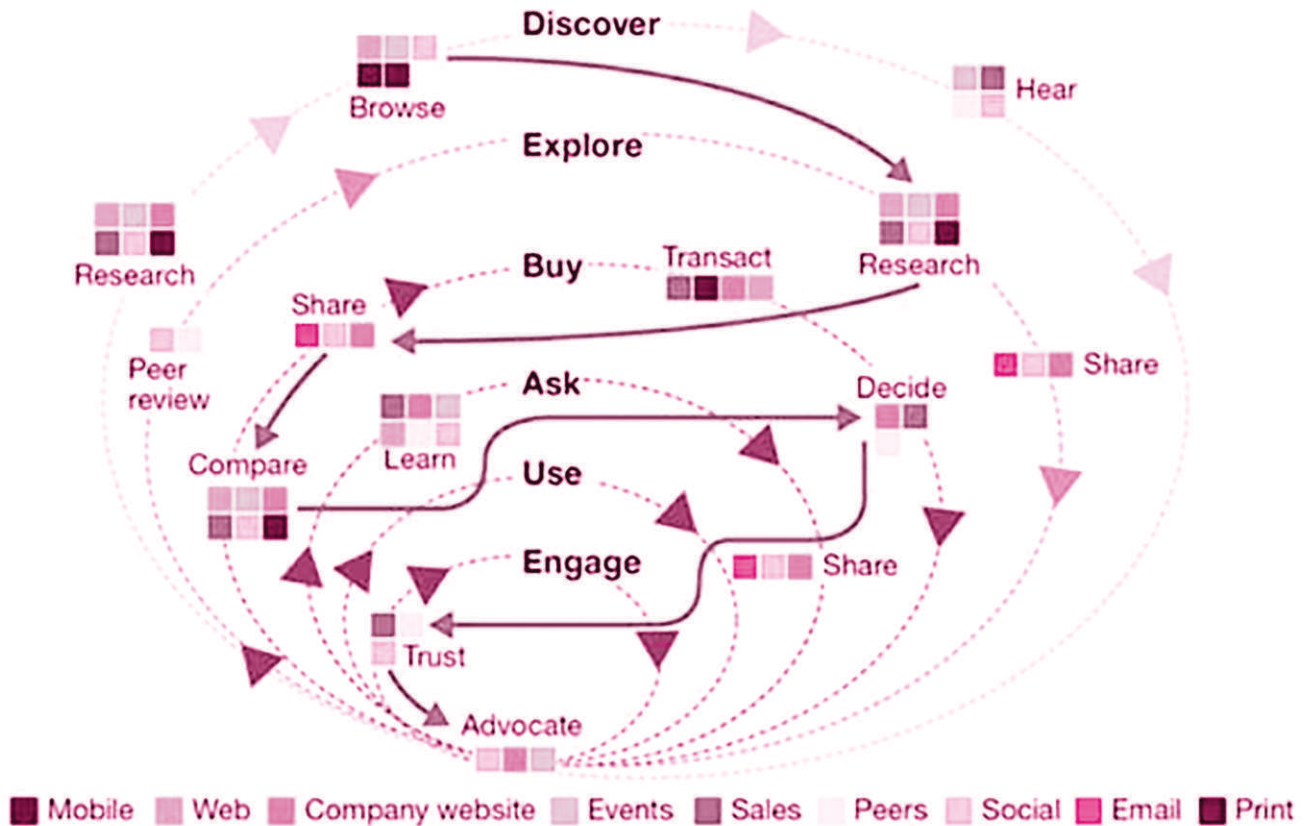 Discover
Browse
Hear
Explore
Research
Research
Buy
Transact
Share
Peer
review
Share
Ask
Decide
Learn
Compare
Use
Engage
Share
Trust
Advocate
Mobile Web Company website Events Sales Peers Social Email Print